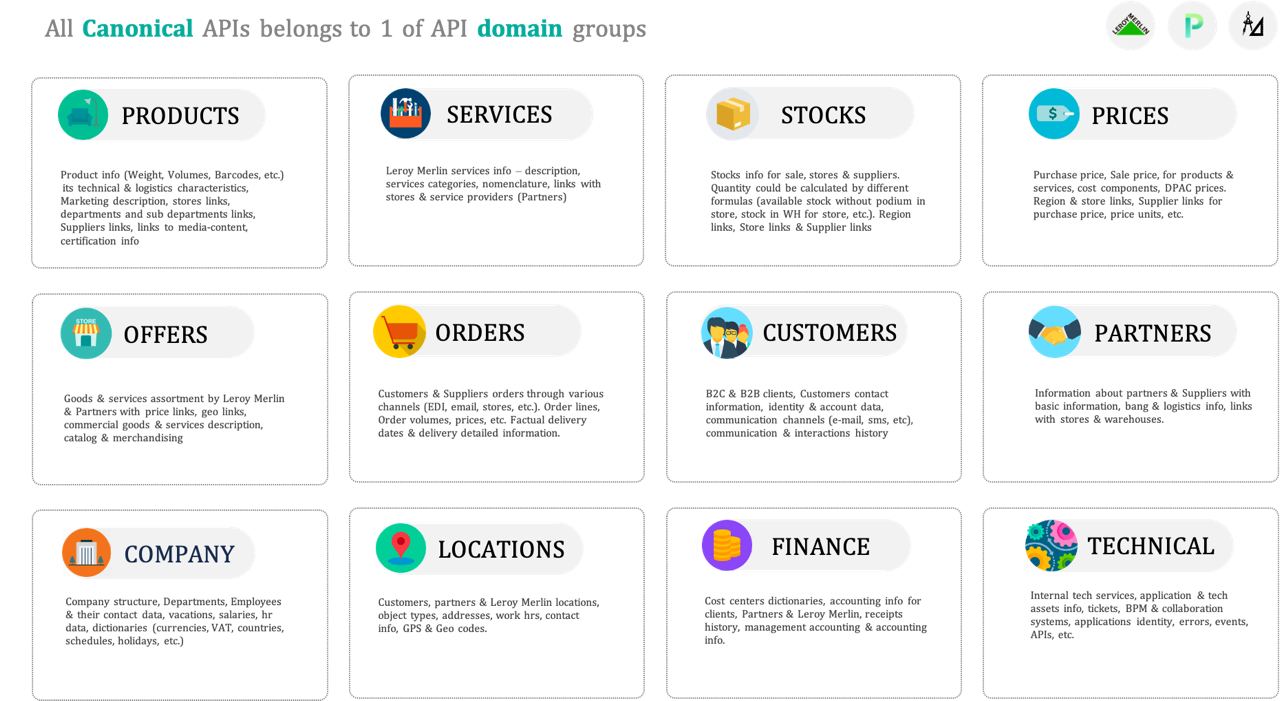 All Canonical APIs belongs to 1 of API domain groups
LEROY MERLIN
P
PRODUCTS
Product info (Weight, Volumes, Barcodes, etc.)
its technical & logistics characteristics,
Marketing description, stores links,
departments and sub departments links,
Suppliers links, links to media-content,
certification info
SERVICES
Leroy Merlin services info – description,
services categories, nomenclature, links with
stores & service providers (Partners)
STOCKS
Stocks info for sale, stores & suppliers.
Quantity could be calculated by different
formulas (available stock without podium in
store, stock in WH for store, etc.). Region
links, Store links & Supplier links
$
PRICES
Purchase price, Sale price, for products &
services, cost components, DPAC prices.
Region & store links, Supplier links for
purchase price, price units, etc.
STORE
OFFERS
Goods & services assortment by Leroy Merlin
& Partners with price links, geo links,
commercial goods & services description,
catalog & merchandising
ORDERS
Customers & Suppliers orders through various
channels (EDI, email, stores, etc.). Order lines,
Order volumes, prices, etc. Factual delivery
dates & delivery detailed information.
CUSTOMERS
B2C & B2B clients, Customers contact
information, identity & account data,
communication channels (e-mail, sms, etc),
communication & interactions history
PARTNERS
Information about partners & Suppliers with
basic information, bang & logistics info, links
with stores & warehouses.
COMPANY
Company structure, Departments, Employees
& their contact data, vacations, salaries, hr
data, dictionaries (currencies, VAT, countries,
schedules, holidays, etc.)
LOCATIONS
Customers, partners & Leroy Merlin locations,
object types, addresses, work hrs, contact
info, GPS & Geo codes.
FINANCE
Cost centers dictionaries, accounting info for
clients, Partners & Leroy Merlin, receipts
history, management accounting & accounting
info.
TECHNICAL
Internal tech services, application & tech
assets info, tickets, BPM & collaboration
systems, applications identity, errors, events,
APIs, etc.